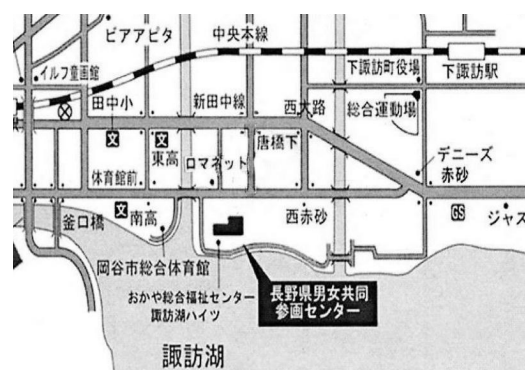 ピアアピタ
中央本線
イルフ童画館
下諏訪町役場
下諏訪駅
田中小
新田中線
西大路
総合運動場
文
文
東高
ロマネット
唐橋下
デニーズ
赤砂
体育館前
釜口橋
文
南高
西赤砂
GS
ジャス
岡谷市総合体育館
おかや総合福祉センター
諏訪湖ハイツ
長野県男女共同
参画センター
諏訪湖